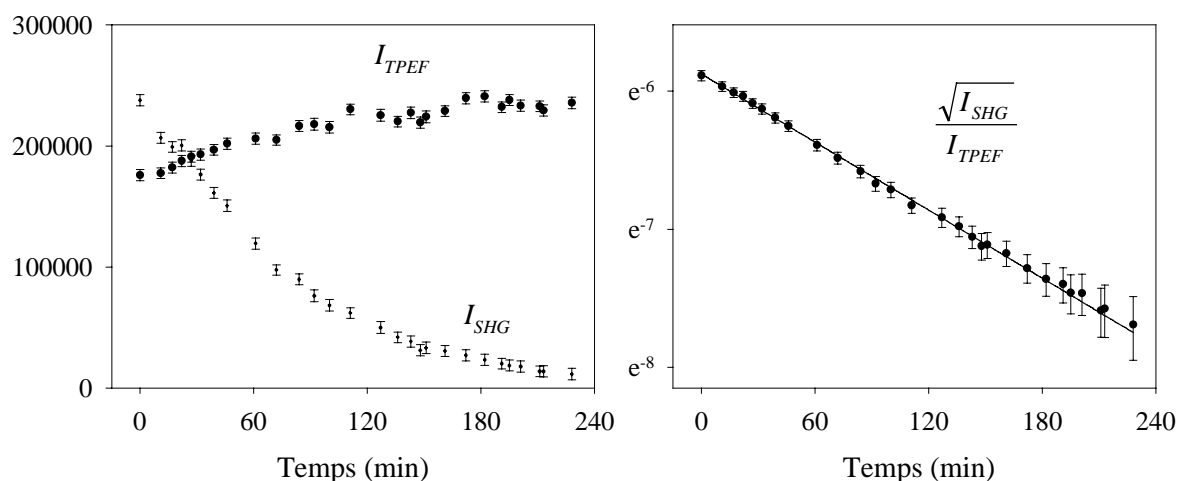 300000
200000
100000
0
I_TPEF
I_SHG
0 60 120 180 240
Temps (min)
e^-6
e^-7
e^-8
√I_SHG
I_TPEF
0 60 120 180 240
Temps (min)